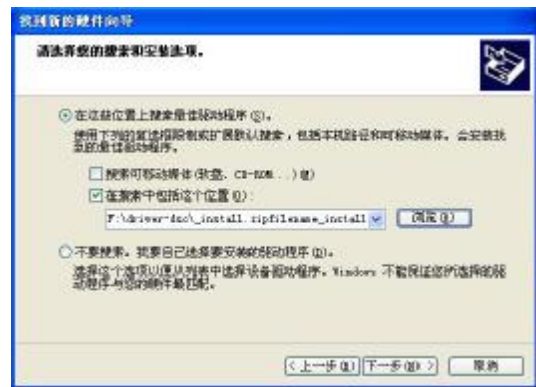 找到新的硬件向导
请选择您的搜索和安装选项。
在这些位置上搜索最佳驱动程序(S)。
使用下列的复选框限制或扩展默认搜索，包括本机路径和可移动媒体。会安装找
到的最佳驱动程序。
搜索可移动媒体(软盘、CD-ROM...)(M)
在搜索中包括这个位置(O):
F:\driver-dso\_install.zipfilename_install
浏览(R)
不要搜索。我要自己选择要安装的驱动程序(D)。
选择这个选项以便从列表中选择设备驱动程序。Windows 不能保证您所选择的驱
动程序与您的硬件最匹配。
<上一步(B) 下一步(N)> 取消